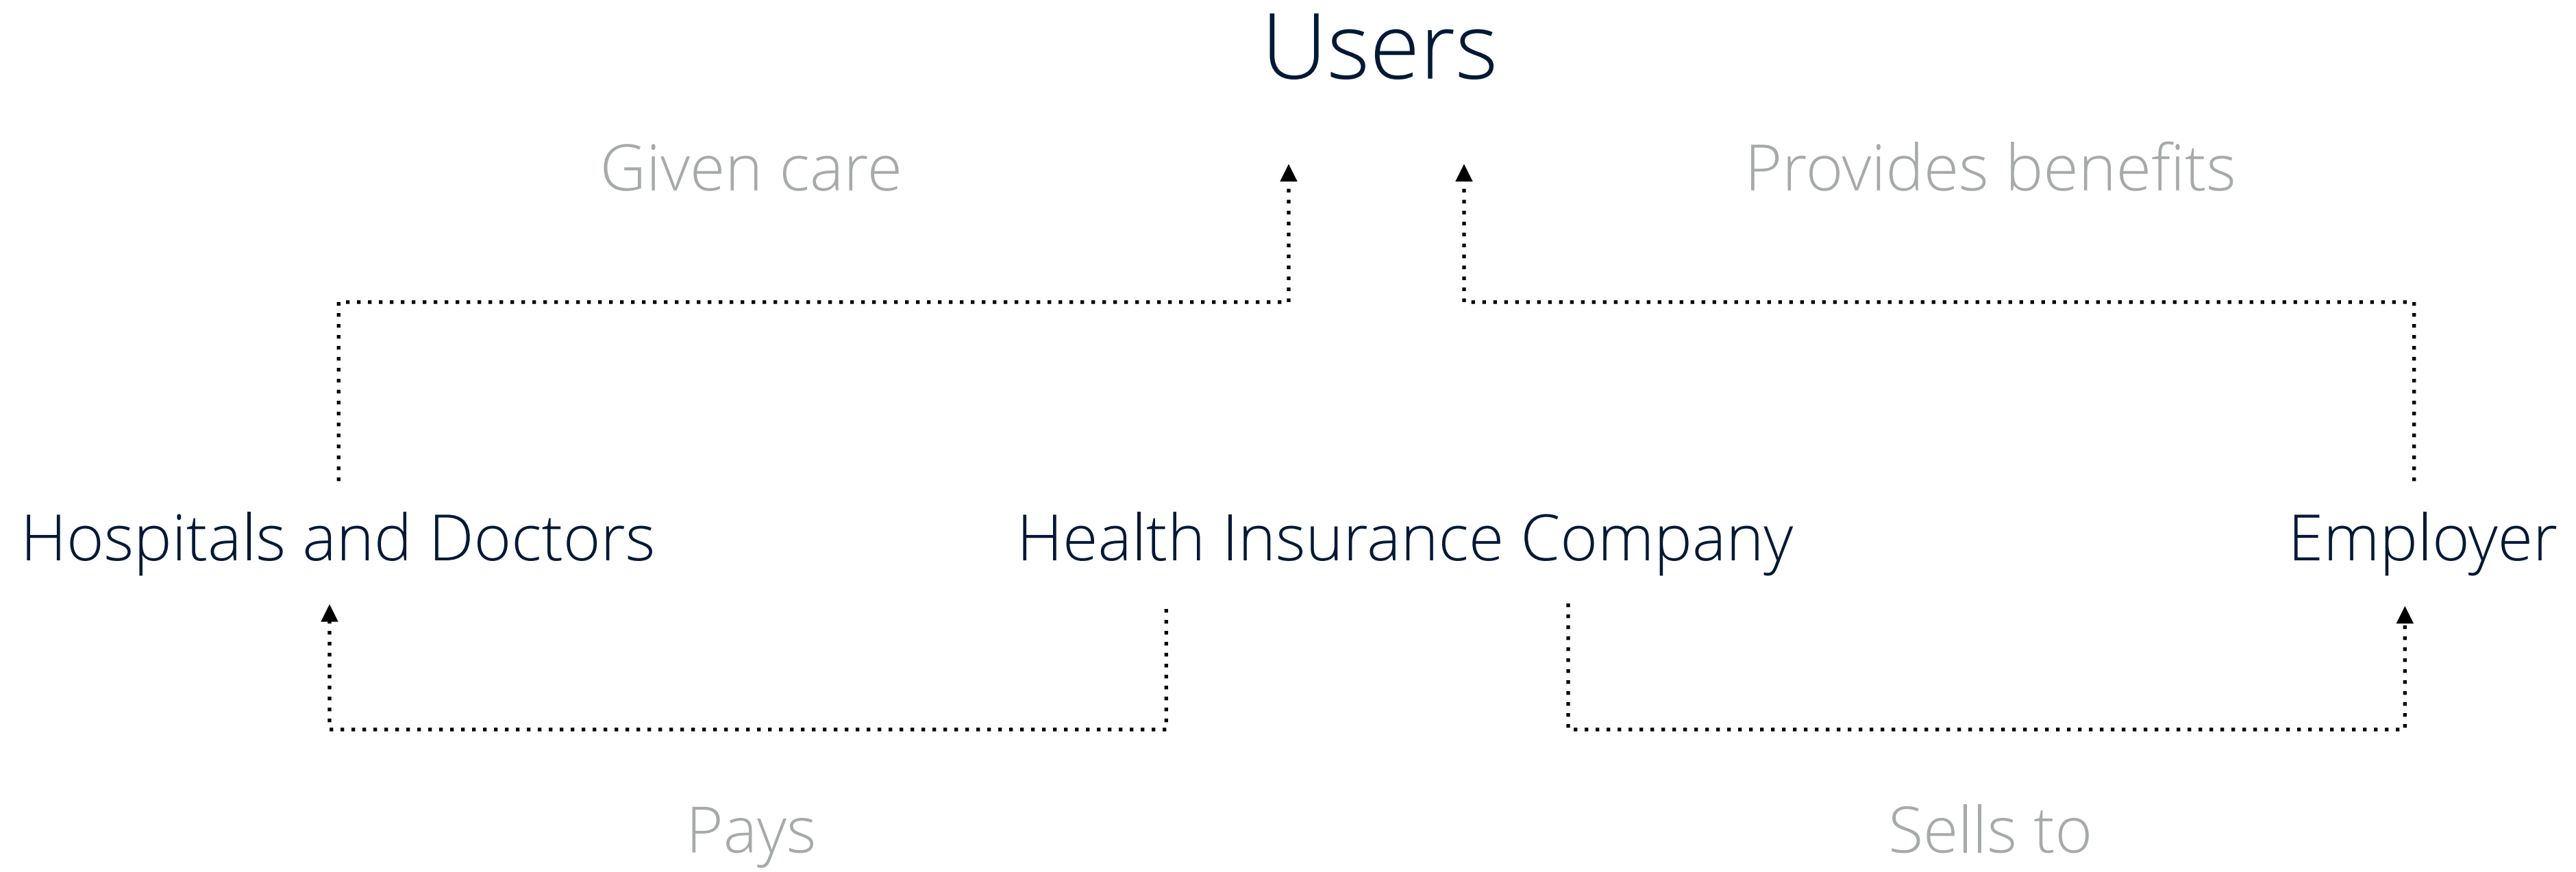 Users
Given care
Provides benefits
Hospitals and Doctors
Health Insurance Company
Employer
Pays
Sells to